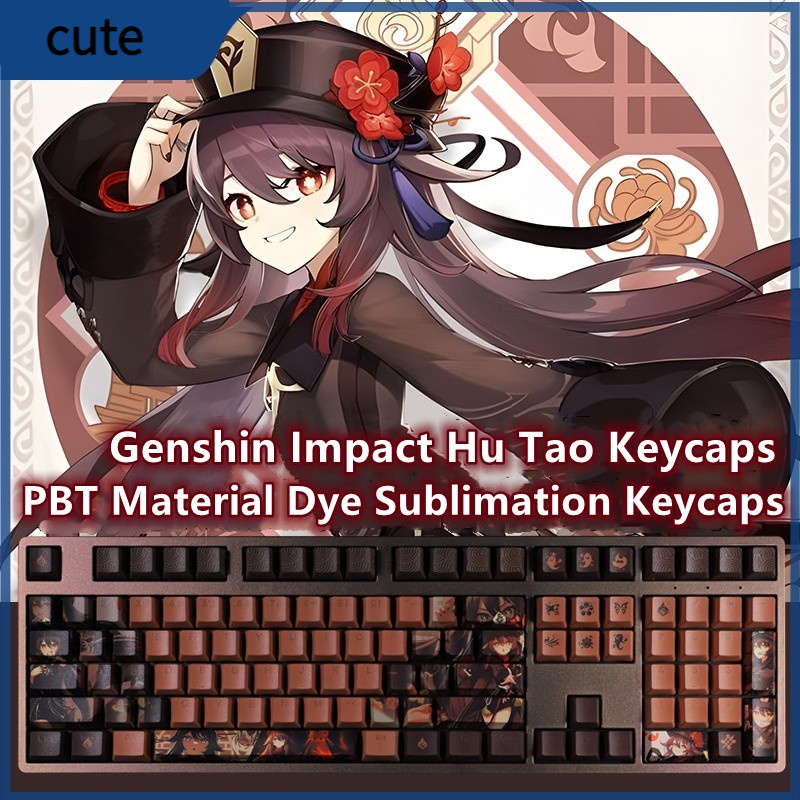 cute
Genshin Impact Hu Tao Keycaps
PBT Material Dye Sublimation Keycaps